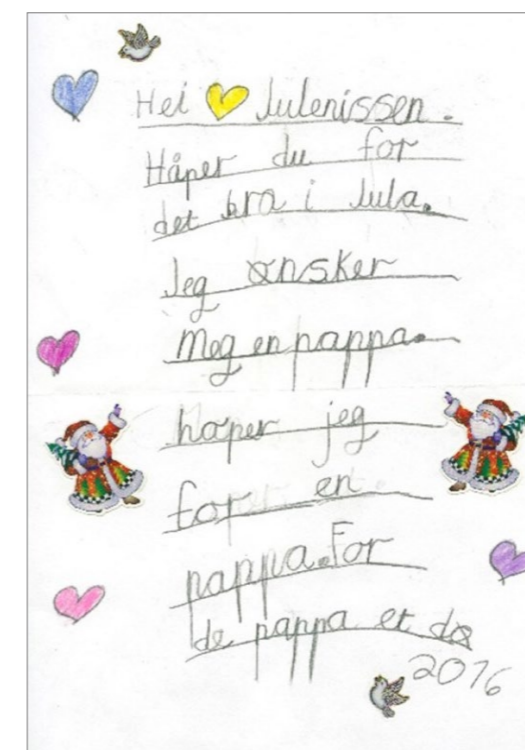 Hei Julenissen.
Håper du for
det bra i Jula.
Jeg ønsker
Meg en pappa.
håper jeg
for en
pappa. For
de pappa er dø
2016